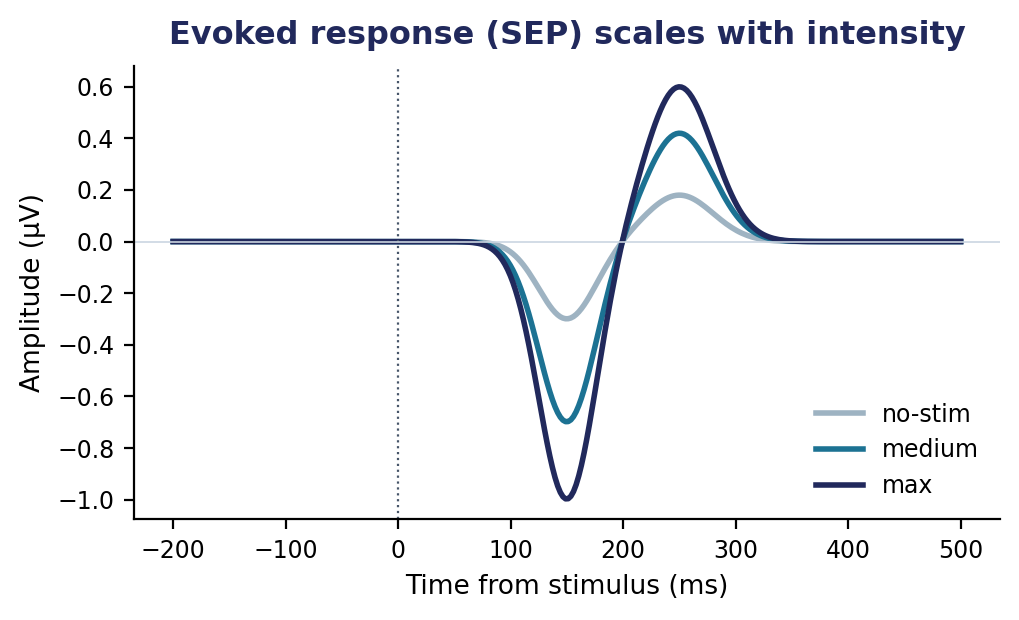 Evoked response (SEP) scales with intensity
Amplitude (µV)
0.6
0.4
0.2
0.0
−0.2
−0.4
−0.6
−0.8
−1.0
no-stim
medium
max
−200 −100 0 100 200 300 400 500
Time from stimulus (ms)